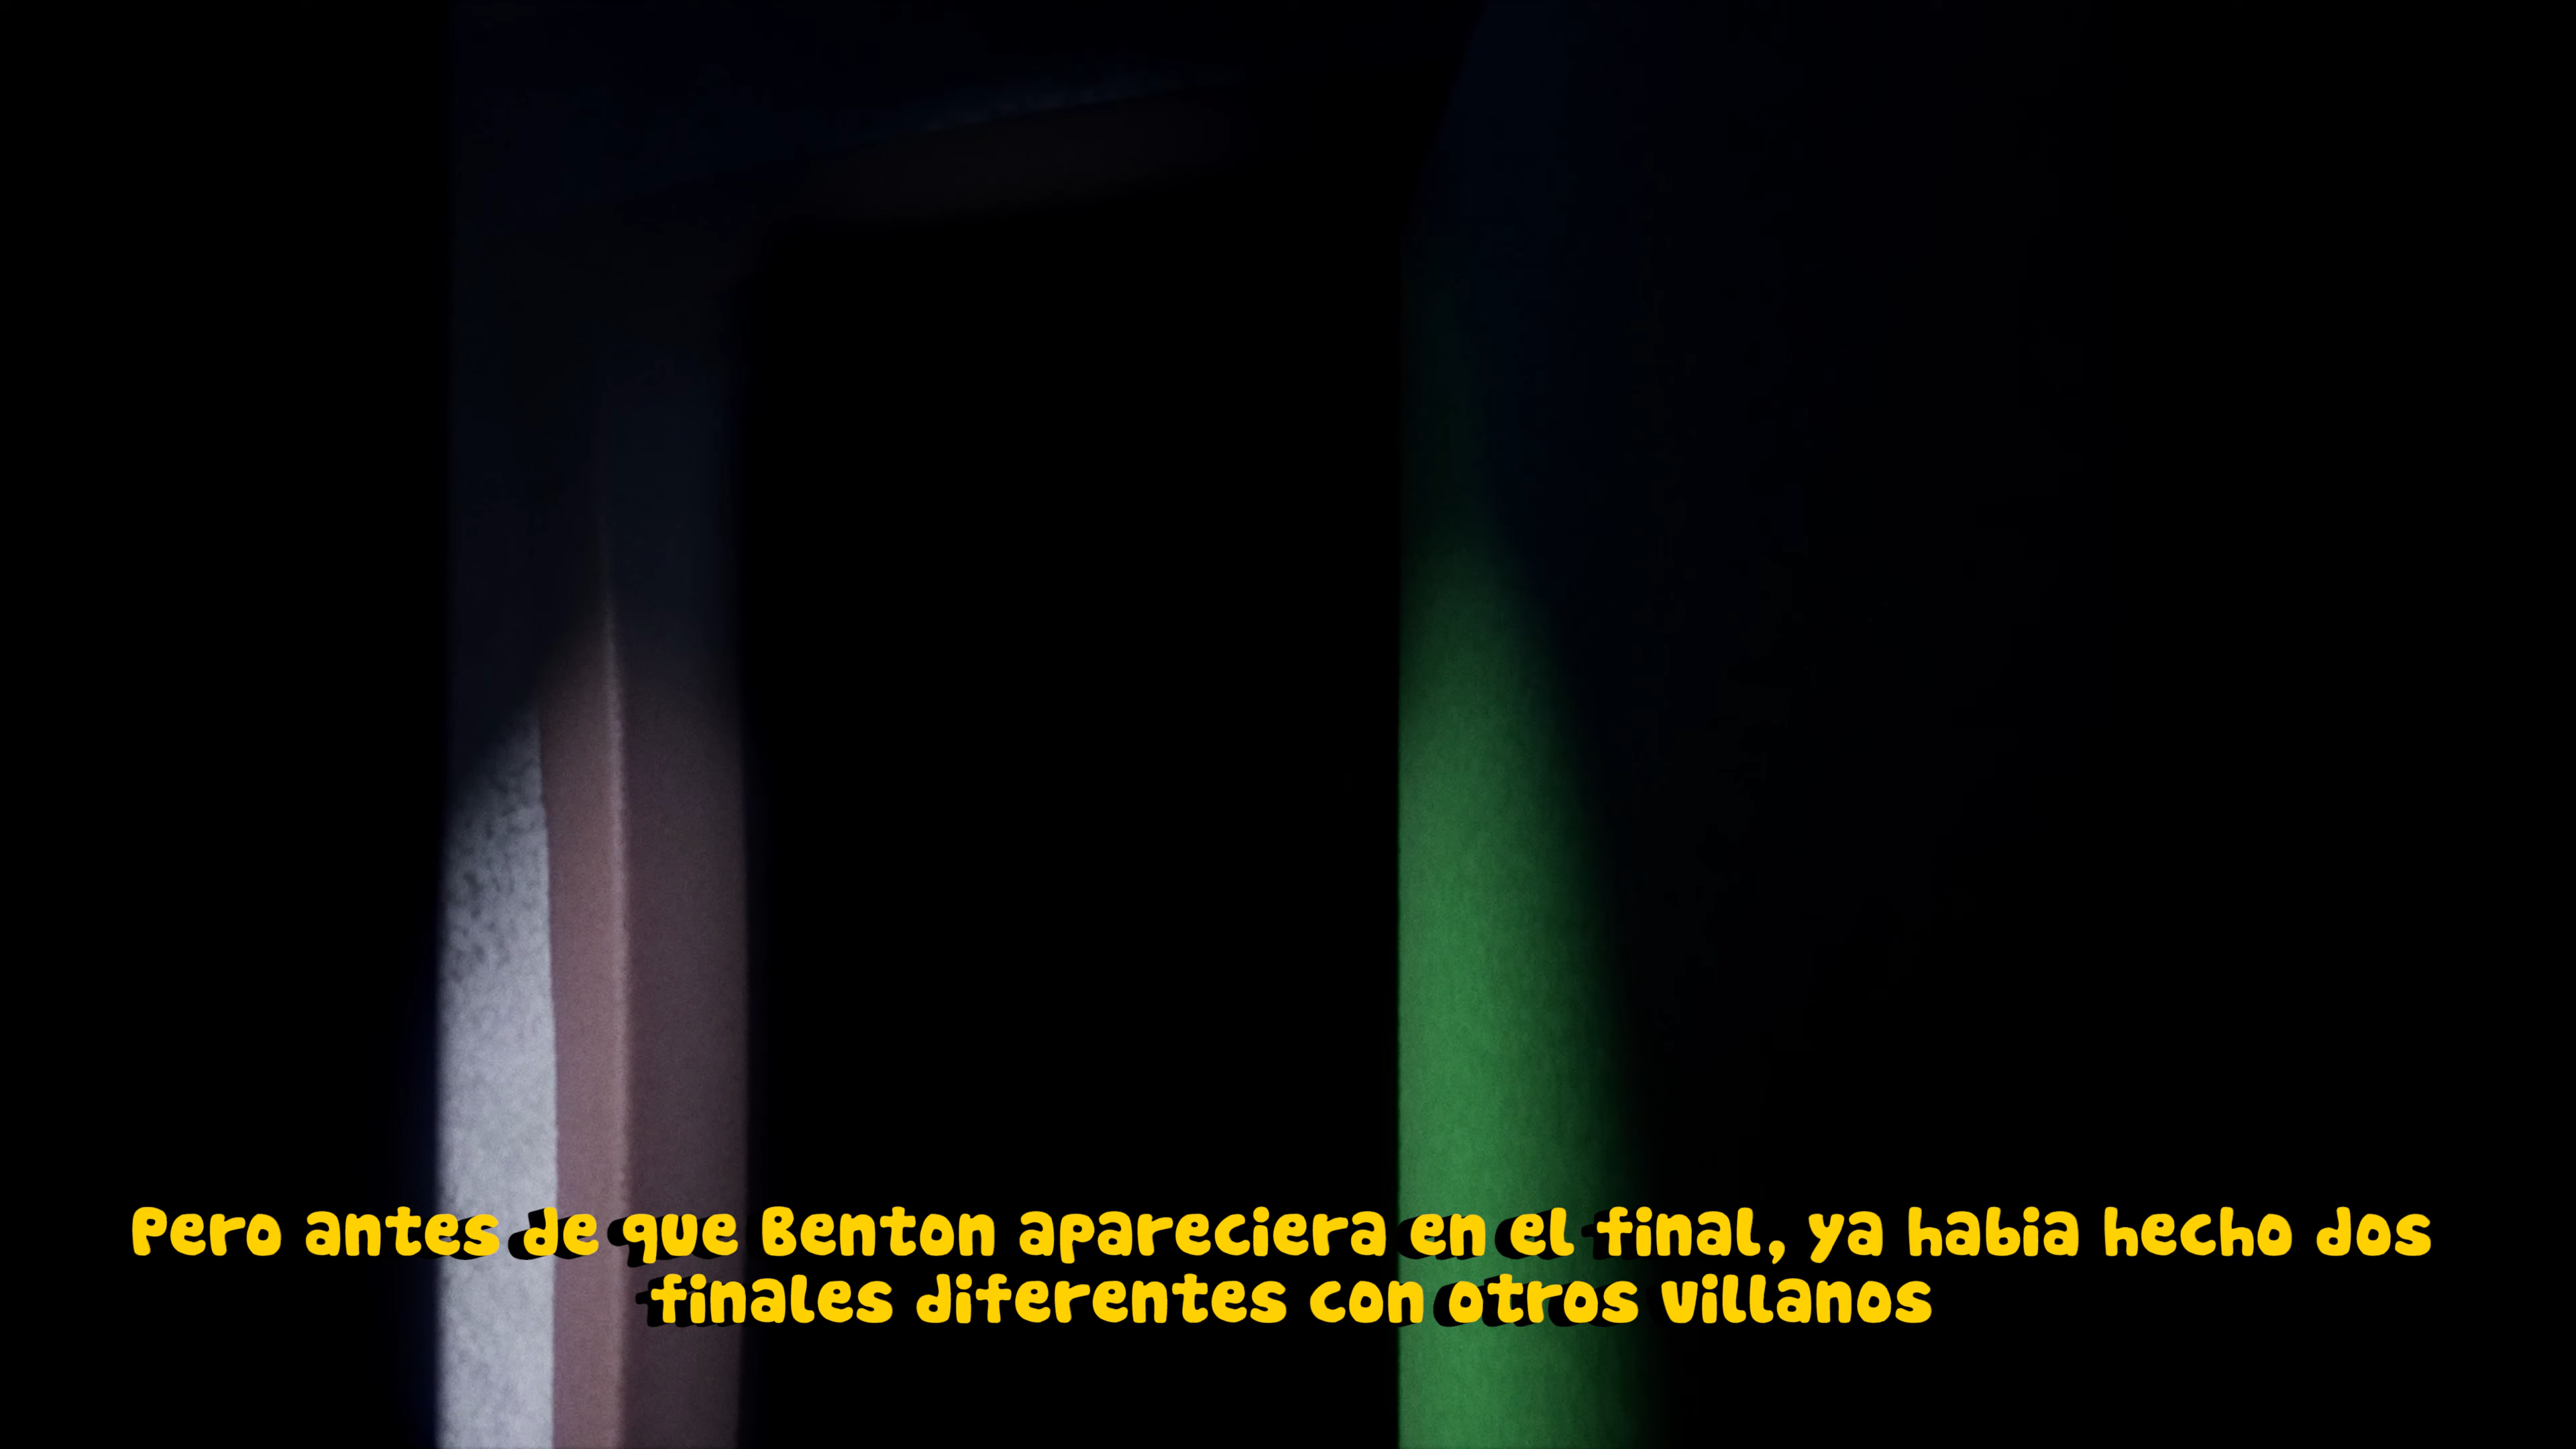 Pero antes de que Benton apareciera en el final, ya habia hecho dos
finales diferentes con otros villanos